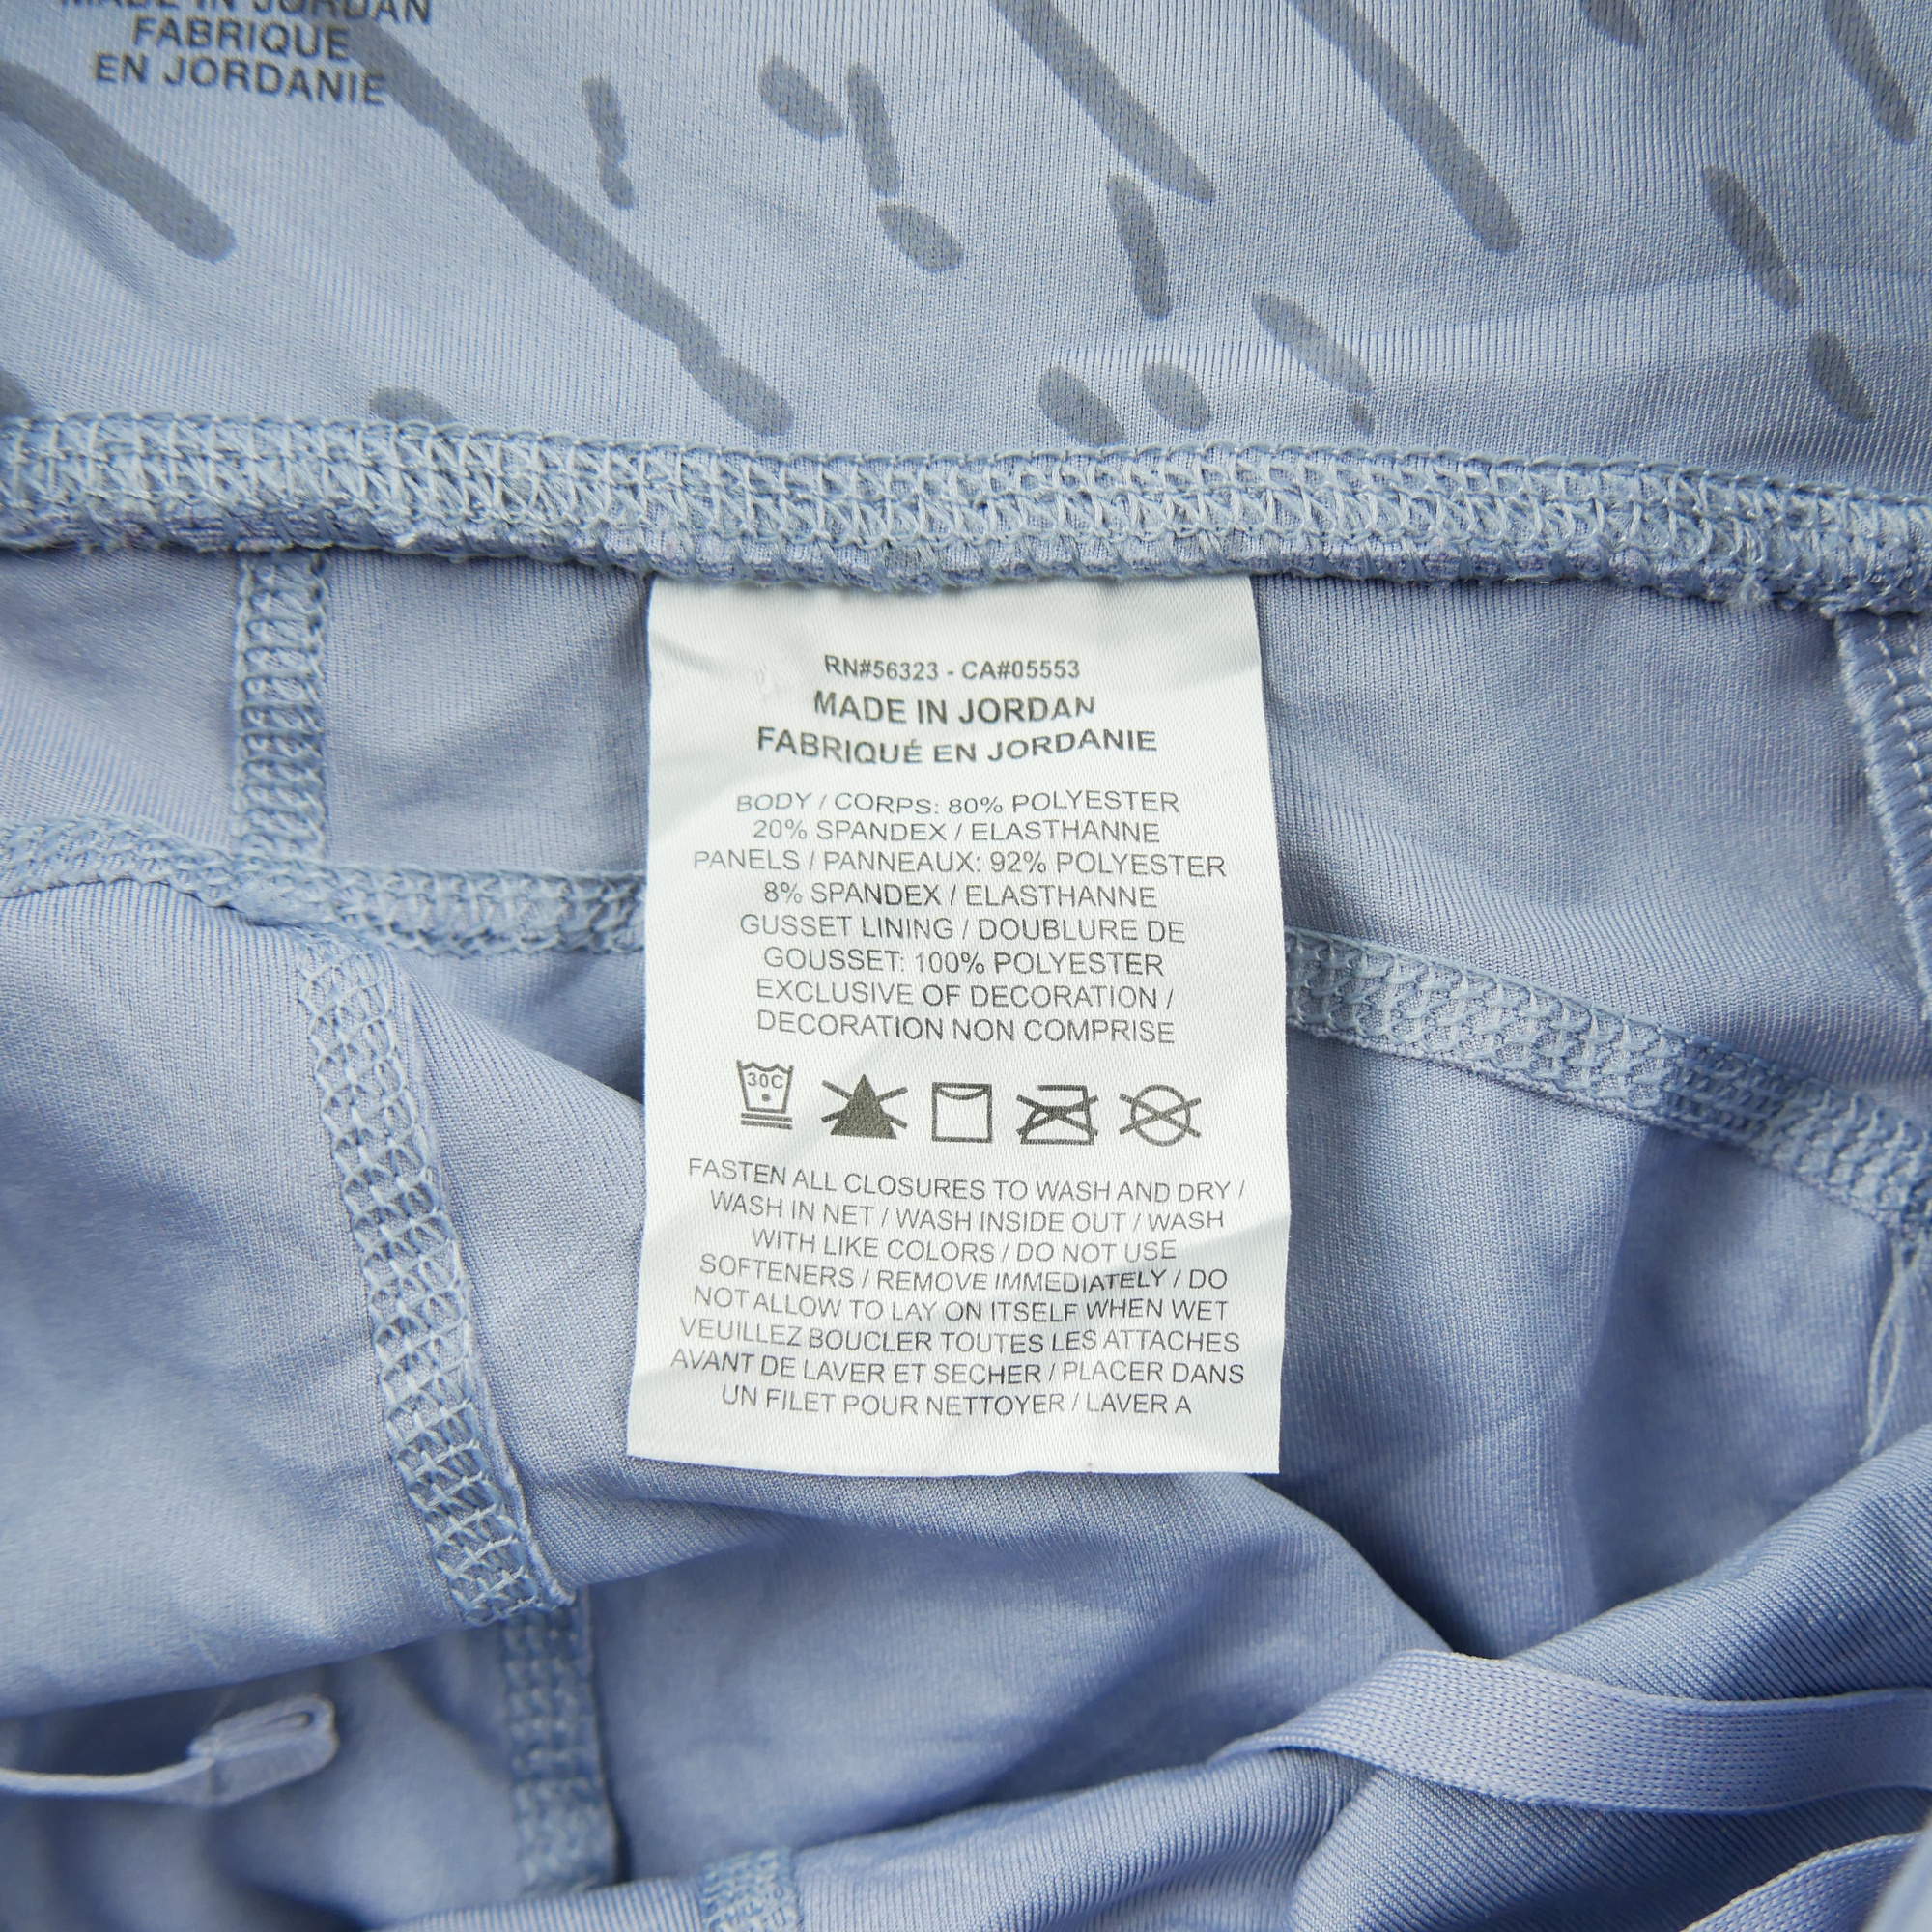 MADE IN JORDAN
FABRIQUE
EN JORDANIE
RN#56323 - CA#05553
MADE IN JORDAN
FABRIQUÉ EN JORDANIE
BODY / CORPS: 80% POLYESTER
20% SPANDEX / ELASTHANNE
PANELS / PANNEAUX: 92% POLYESTER
8% SPANDEX / ELASTHANNE
GUSSET LINING / DOUBLURE DE
GOUSSET: 100% POLYESTER
EXCLUSIVE OF DECORATION /
DECORATION NON COMPRISE
30C
FASTEN ALL CLOSURES TO WASH AND DRY /
WASH IN NET / WASH INSIDE OUT / WASH
WITH LIKE COLORS / DO NOT USE
SOFTENERS / REMOVE IMMEDIATELY / DO
NOT ALLOW TO LAY ON ITSELF WHEN WET
VEUILLEZ BOUCLER TOUTES LES ATTACHES
AVANT DE LAVER ET SECHER / PLACER DANS
UN FILET POUR NETTOYER / LAVER A